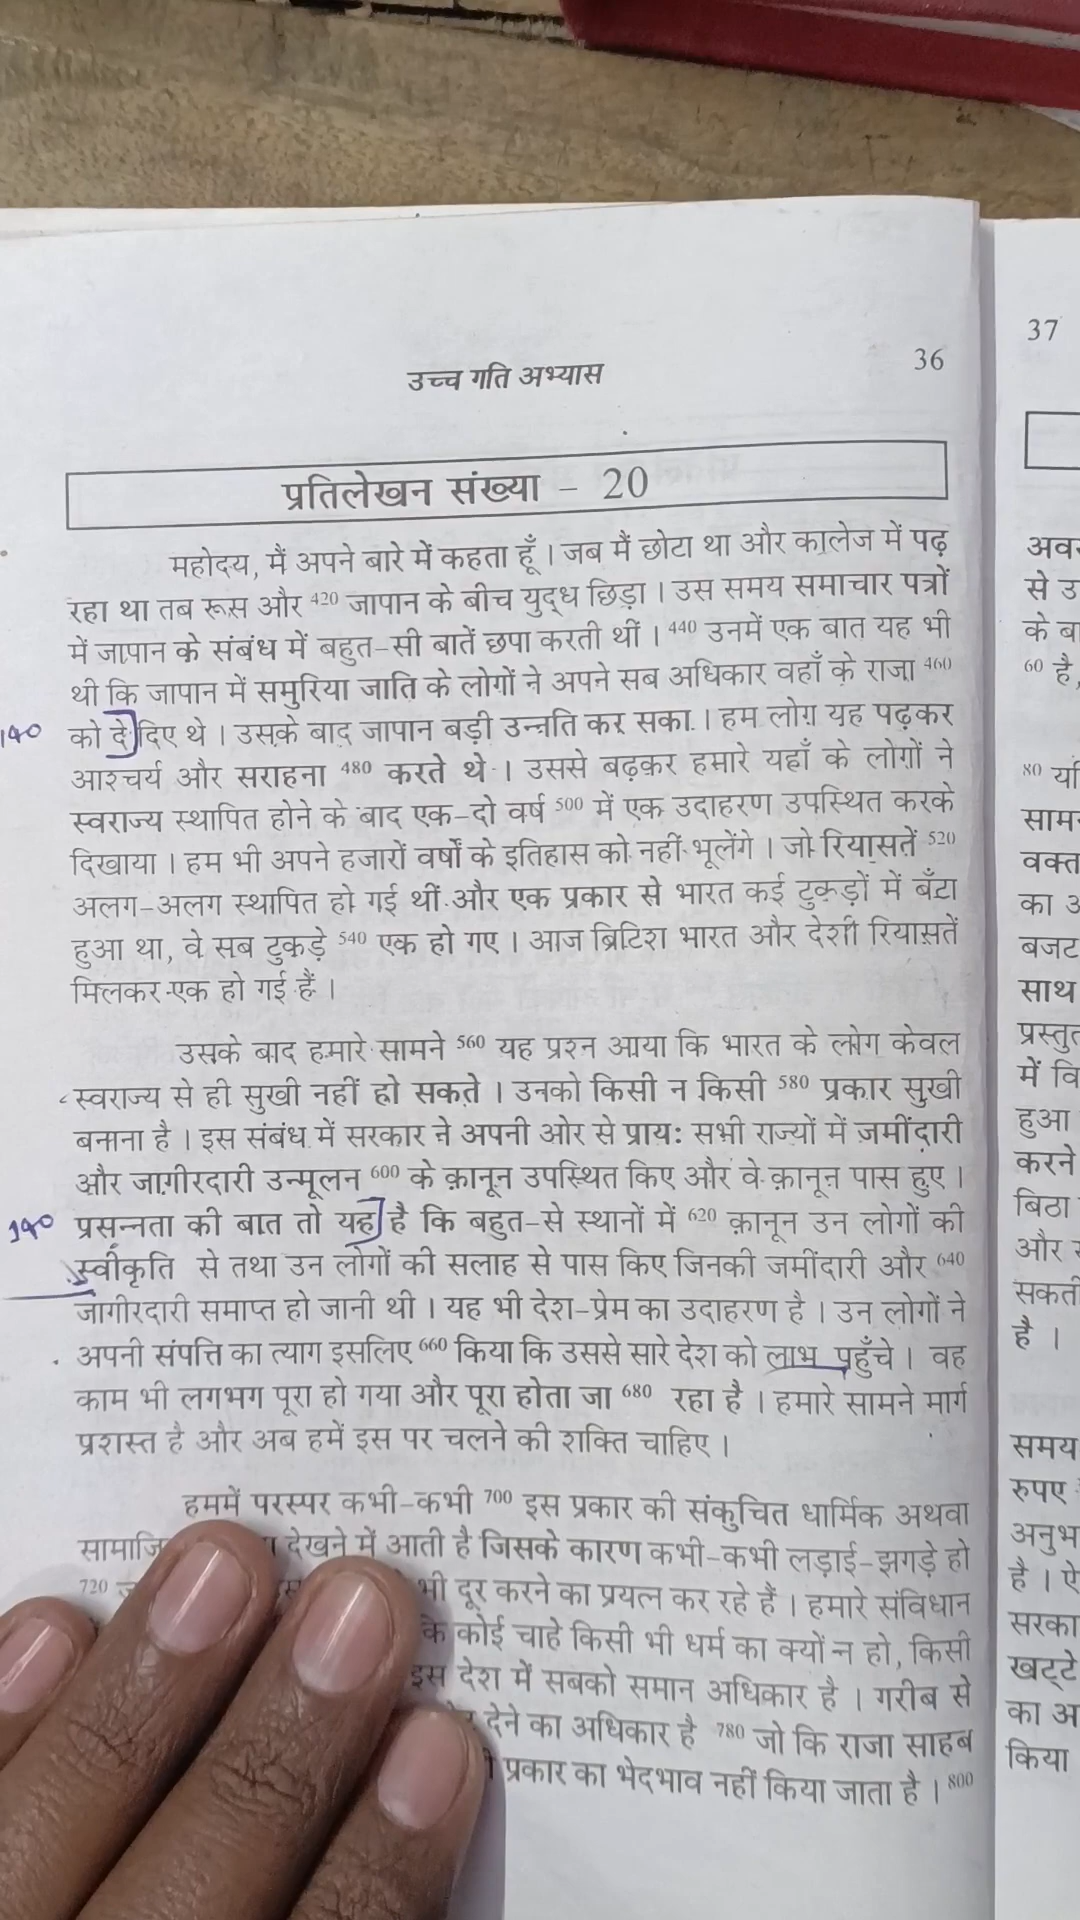 उच्च गति अभ्यास
36
प्रतिलेखन संख्या – 20
महोदय, मैं अपने बारे में कहता हूँ। जब मैं छोटा था और कालेज में पढ़
रहा था तब रूस और 420 जापान के बीच युद्ध छिड़ा। उस समय समाचार पत्रों
में जापान के संबंध में बहुत-सी बातें छपा करती थीं। 440 उनमें एक बात यह भी
थी कि जापान में समुरिया जाति के लोगों ने अपने सब अधिकार वहाँ के राजा 460
140 को दे] दिए थे। उसके बाद जापान बड़ी उन्नति कर सका। हम लोग यह पढ़कर
आश्चर्य और सराहना 480 करते थे। उससे बढ़कर हमारे यहाँ के लोगों ने
स्वराज्य स्थापित होने के बाद एक-दो वर्ष 500 में एक उदाहरण उपस्थित करके
दिखाया। हम भी अपने हजारों वर्षों के इतिहास को नहीं भूलेंगे। जो रियासतें 520
अलग-अलग स्थापित हो गई थीं और एक प्रकार से भारत कई टुकड़ों में बँटा
हुआ था, वे सब टुकड़े 540 एक हो गए। आज ब्रिटिश भारत और देशी रियासतें
मिलकर एक हो गई हैं।
उसके बाद हमारे सामने 560 यह प्रश्न आया कि भारत के लोग केवल
स्वराज्य से ही सुखी नहीं हो सकते। उनको किसी न किसी 580 प्रकार सुखी
बनाना है। इस संबंध में सरकार ने अपनी ओर से प्राय: सभी राज्यों में जमींदारी
और जागीरदारी उन्मूलन 600 के क़ानून उपस्थित किए और वे क़ानून पास हुए।
140 प्रसन्नता की बात तो यह] है कि बहुत-से स्थानों में 620 क़ानून उन लोगों की
स्वीकृति से तथा उन लोगों की सलाह से पास किए जिनकी जमींदारी और 640
जागीरदारी समाप्त हो जानी थी। यह भी देश-प्रेम का उदाहरण है। उन लोगों ने
अपनी संपत्ति का त्याग इसलिए 660 किया कि उससे सारे देश को लाभ पहुँचे। वह
काम भी लगभग पूरा हो गया और पूरा होता जा 680 रहा है। हमारे सामने मार्ग
प्रशस्त है और अब हमें इस पर चलने की शक्ति चाहिए।
हममें परस्पर कभी-कभी 700 इस प्रकार की संकुचित धार्मिक अथवा
देखने में आती है जिसके कारण कभी-कभी लड़ाई-झगड़े हो
720 भी दूर करने का प्रयत्न कर रहे हैं। हमारे संविधान
कि कोई चाहे किसी भी धर्म का क्यों न हो, किसी
इस देश में सबको समान अधिकार है। गरीब से
देने का अधिकार है 780 जो कि राजा साहब
प्रकार का भेदभाव नहीं किया जाता है। 800
37
से उ
के बा
60 है,
80 यदि
वक्त
का अ
बजट
साथ
प्रस्तुत
में वि
हुआ
करने
बिठा
और स
सकती
है।
समय
रुपए
अनुभ
है। ऐ
सरका
खट्टे
का अ
किया